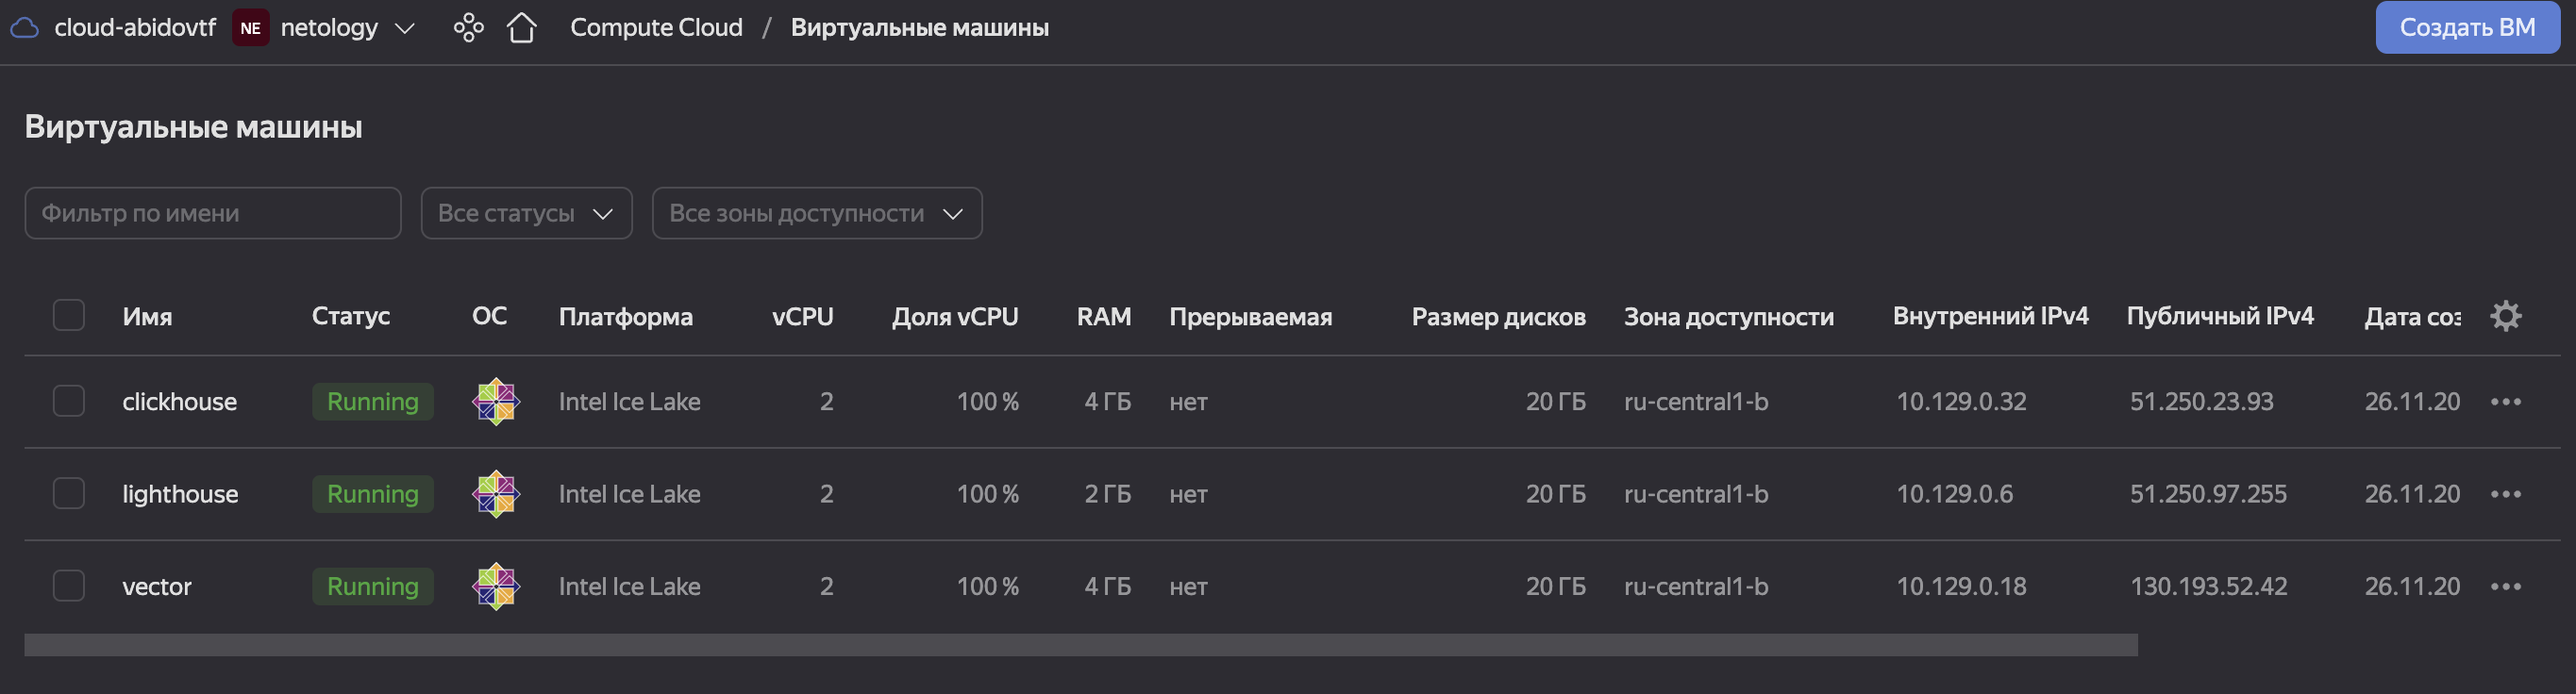 cloud-abidovtf NE netology Compute Cloud / Виртуальные машины Создать ВМ
Виртуальные машины
Фильтр по имени Все статусы Все зоны доступности
Имя Статус ОС Платформа vCPU Доля vCPU RAM Прерываемая Размер дисков Зона доступности Внутренний IPv4 Публичный IPv4 Дата соз
clickhouse Running Intel Ice Lake 2 100 % 4 ГБ нет 20 ГБ ru-central1-b 10.129.0.32 51.250.23.93 26.11.20
lighthouse Running Intel Ice Lake 2 100 % 2 ГБ нет 20 ГБ ru-central1-b 10.129.0.6 51.250.97.255 26.11.20
vector Running Intel Ice Lake 2 100 % 4 ГБ нет 20 ГБ ru-central1-b 10.129.0.18 130.193.52.42 26.11.20